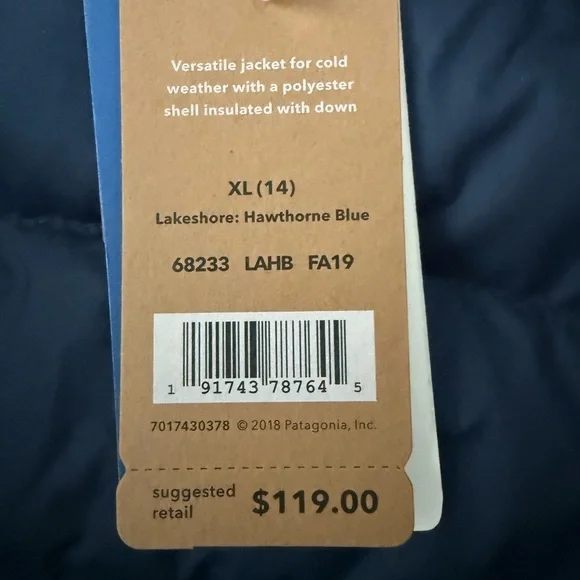 Versatile jacket for cold
weather with a polyester
shell insulated with down
XL (14)
Lakeshore: Hawthorne Blue
68233 LAHB FA19
1 91743 78764 5
7017430378 © 2018 Patagonia, Inc.
suggested
retail
$119.00